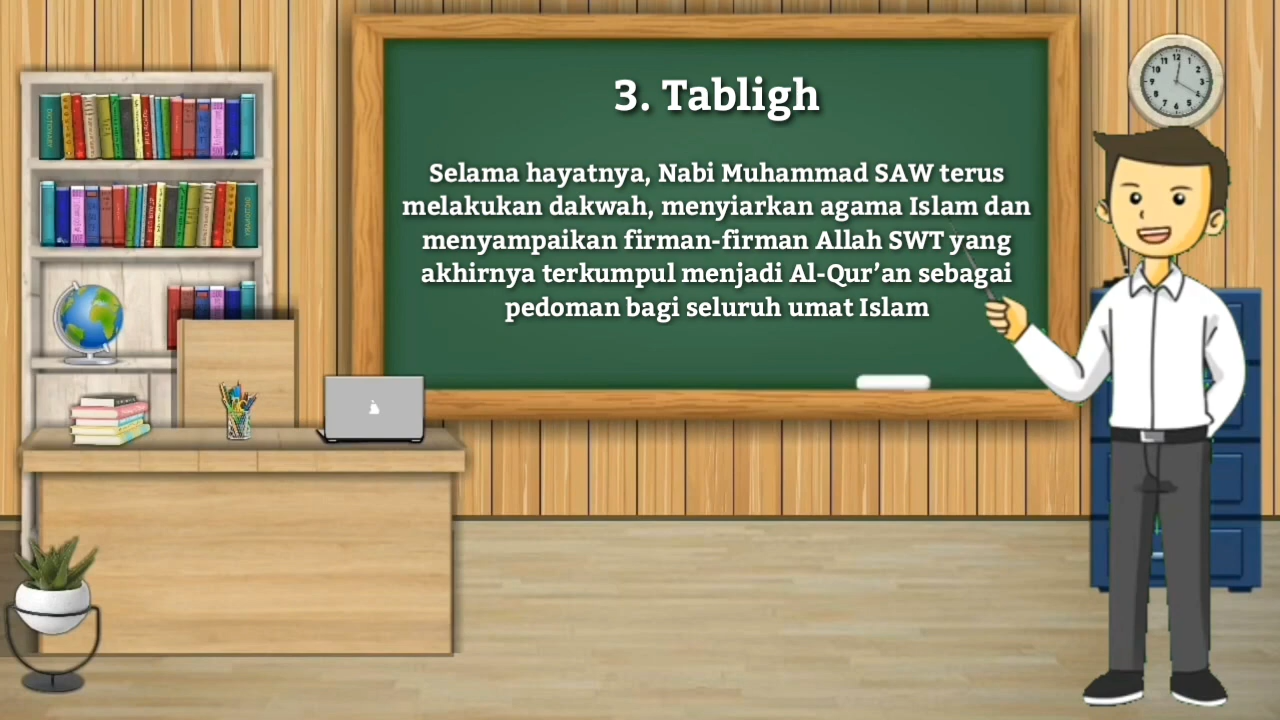 3. Tabligh
Selama hayatnya, Nabi Muhammad SAW terus
melakukan dakwah, menyiarkan agama Islam dan
menyampaikan firman-firman Allah SWT yang
akhirnya terkumpul menjadi Al-Qur’an sebagai
pedoman bagi seluruh umat Islam
DICTIONARY